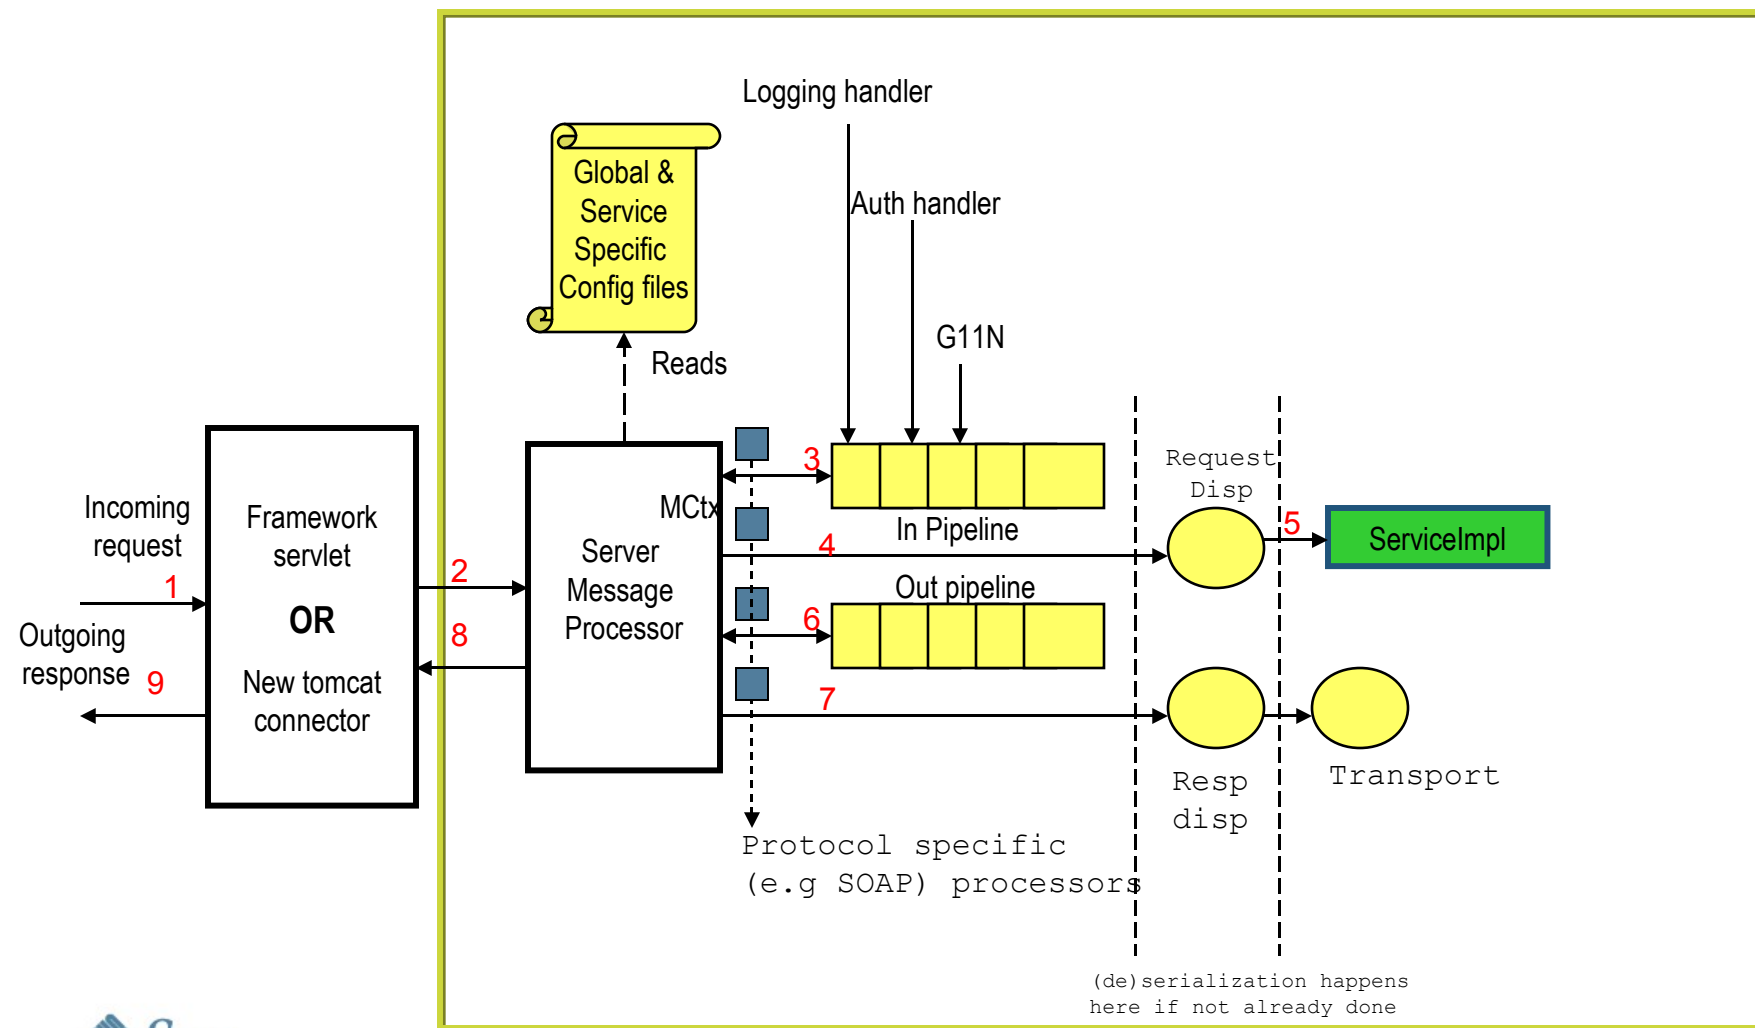 Logging handler
Global &
Service
Specific
Config files
Auth handler
G11N
Reads
3
MCtx
In Pipeline
Request
Disp
5
ServiceImpl
Incoming
request
1
Framework
servlet
OR
New tomcat
connector
2
Server
Message
Processor
4
Out pipeline
6
Outgoing
response
9
8
7
Resp
disp
Transport
Protocol specific
(e.g SOAP) processors
(de)serialization happens
here if not already done